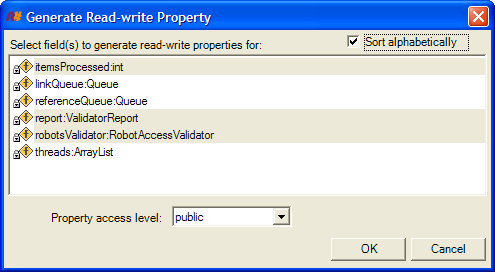 Generate Read-write Property
Select field(s) to generate read-write properties for:
Sort alphabetically
itemsProcessed:int
linkQueue:Queue
referenceQueue:Queue
report:ValidatorReport
robotsValidator:RobotAccessValidator
threads:ArrayList
Property access level:
public
OK
Cancel